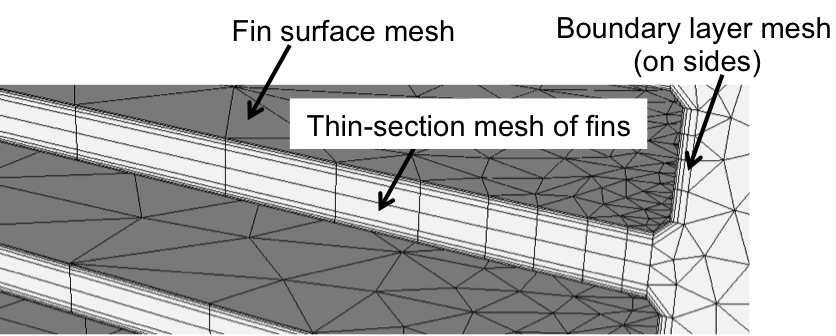 Fin surface mesh
Boundary layer mesh
(on sides)
Thin-section mesh of fins